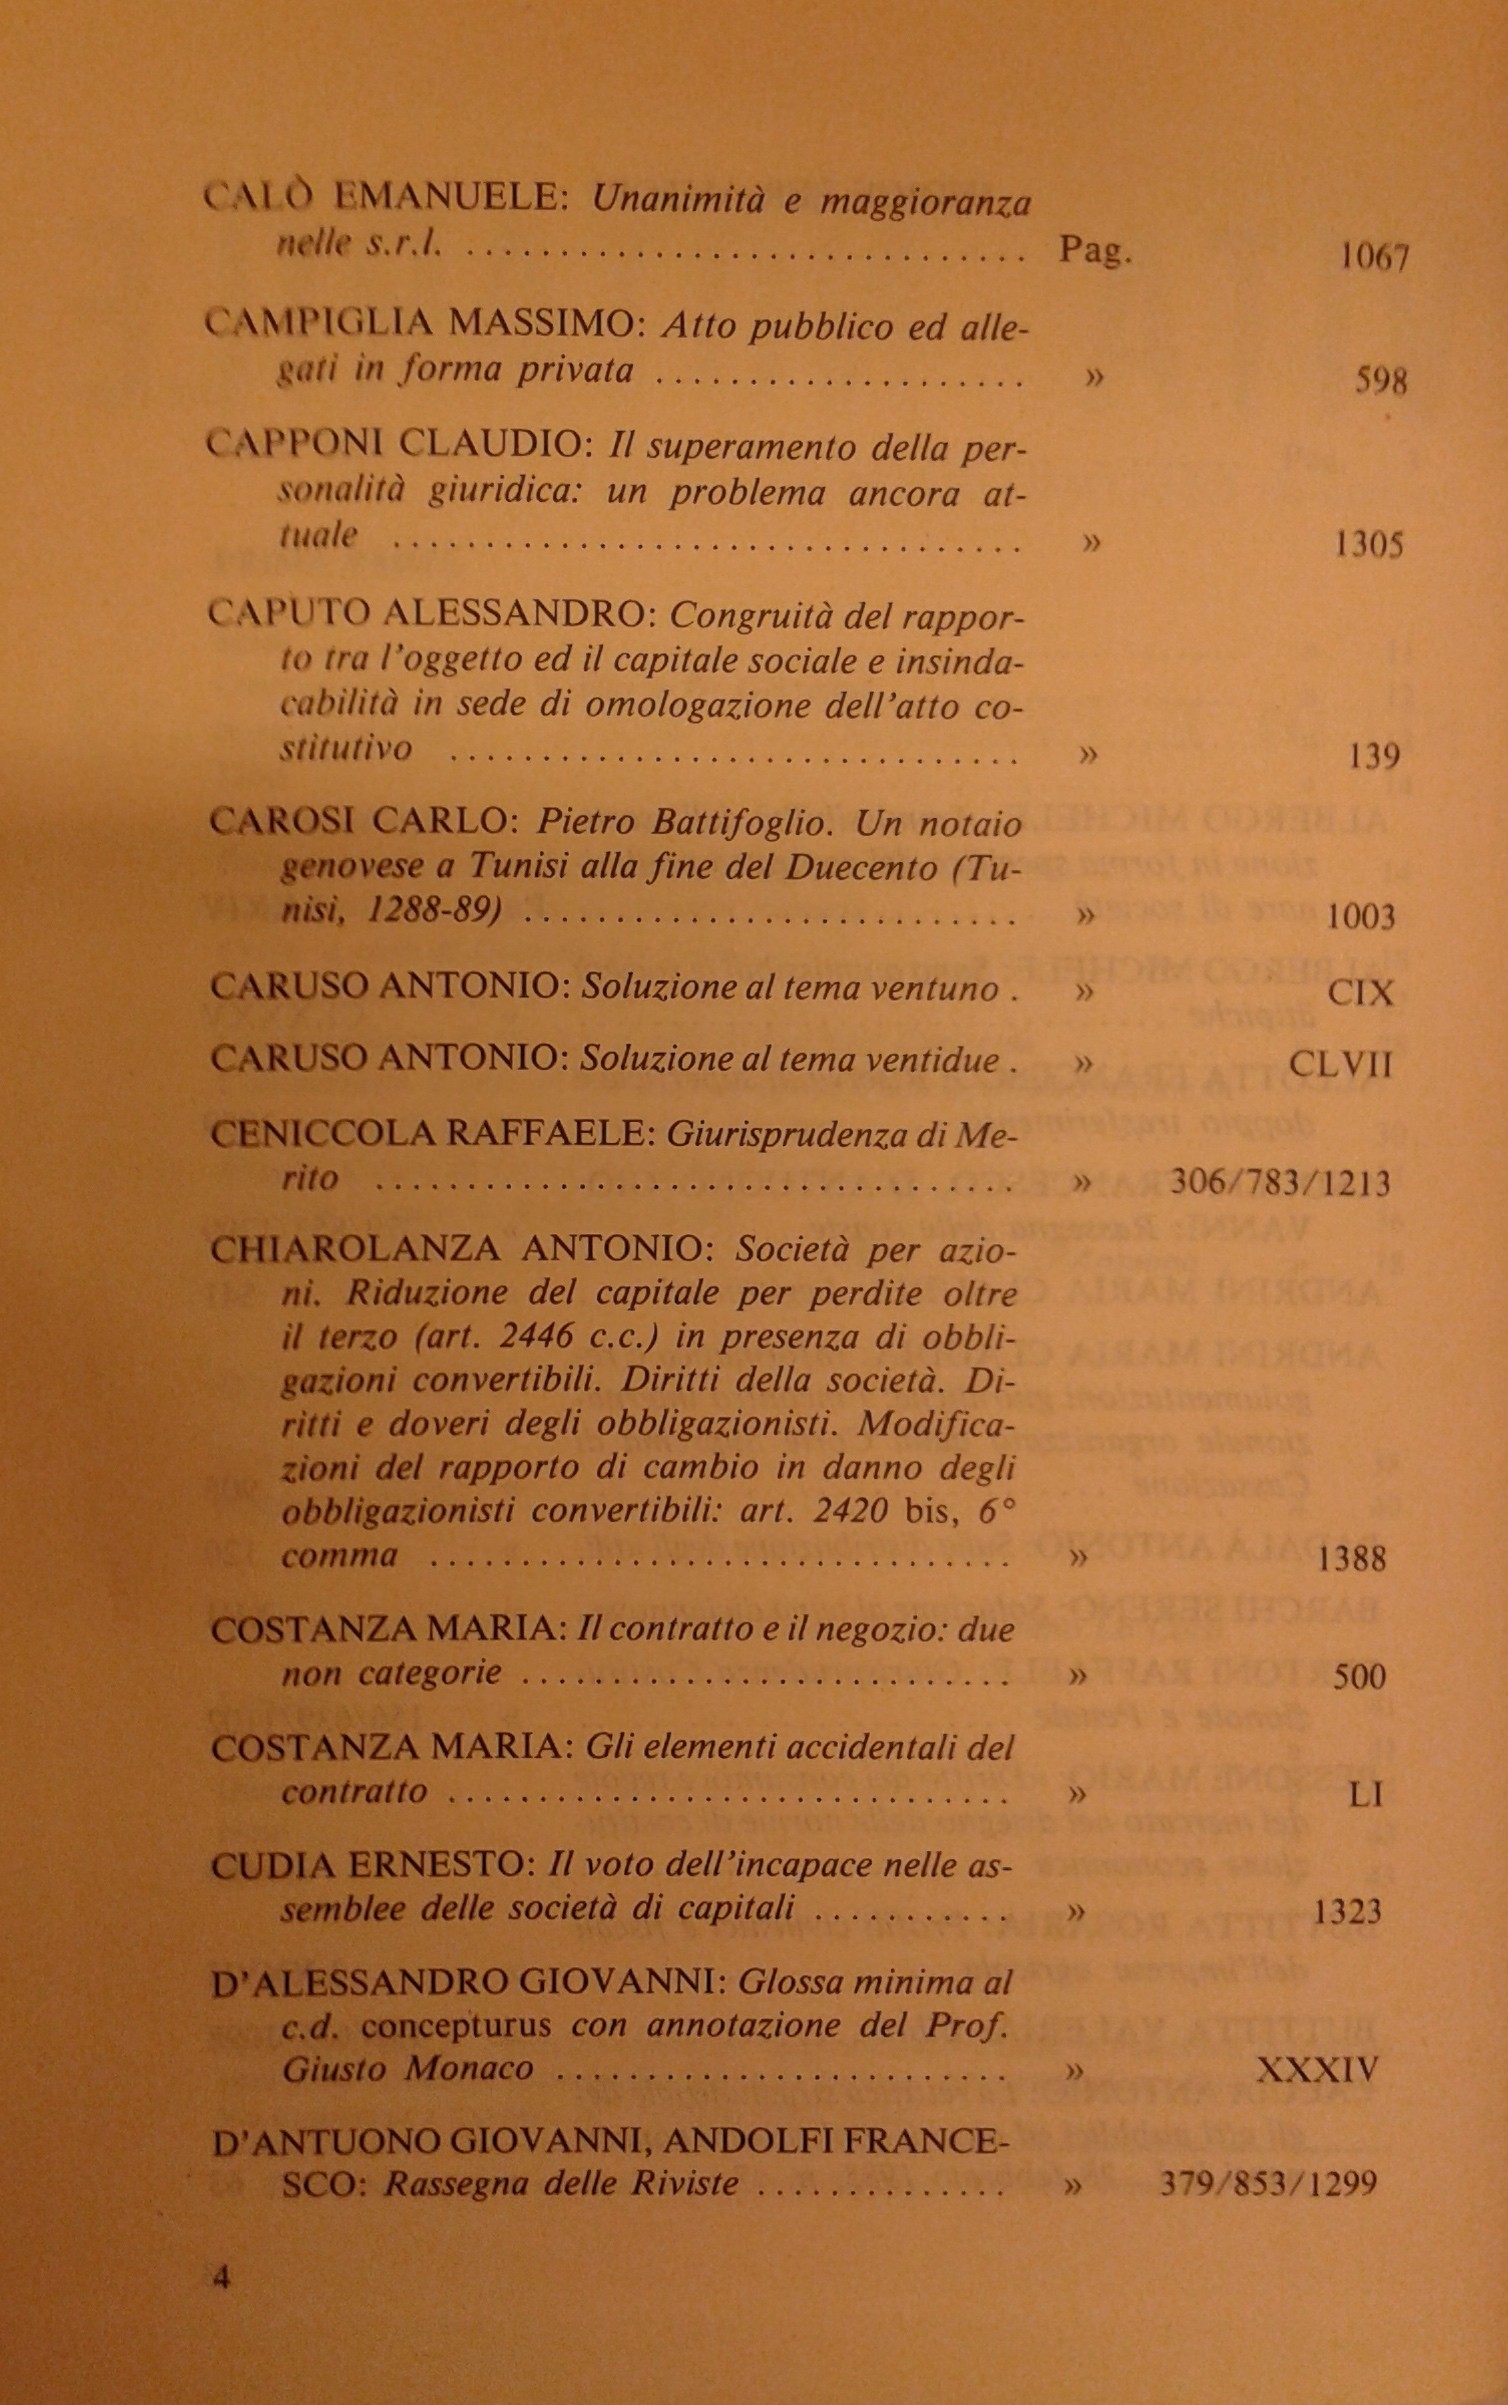 CALÒ EMANUELE: Unanimità e maggioranza
nelle s.r.l. .............................. Pag. 1067
CAMPIGLIA MASSIMO: Atto pubblico ed alle-
gati in forma privata .................... » 598
CAPPONI CLAUDIO: Il superamento della per-
sonalità giuridica: un problema ancora at-
tuale .................................. » 1305
CAPUTO ALESSANDRO: Congruità del rappor-
to tra l'oggetto ed il capitale sociale e insinda-
cabilità in sede di omologazione dell'atto co-
stitutivo ............................... » 139
CAROSI CARLO: Pietro Battifoglio. Un notaio
genovese a Tunisi alla fine del Duecento (Tu-
nisi, 1288-89) ........................... » 1003
CARUSO ANTONIO: Soluzione al tema ventuno . » CIX
CARUSO ANTONIO: Soluzione al tema ventidue . » CLVII
CENICCOLA RAFFAELE: Giurisprudenza di Me-
rito ................................... » 306/783/1213
CHIAROLANZA ANTONIO: Società per azio-
ni. Riduzione del capitale per perdite oltre
il terzo (art. 2446 c.c.) in presenza di obbli-
gazioni convertibili. Diritti della società. Di-
ritti e doveri degli obbligazionisti. Modifica-
zioni del rapporto di cambio in danno degli
obbligazionisti convertibili: art. 2420 bis, 6°
comma ................................ » 1388
COSTANZA MARIA: Il contratto e il negozio: due
non categorie ........................... » 500
COSTANZA MARIA: Gli elementi accidentali del
contratto ............................... » LI
CUDIA ERNESTO: Il voto dell'incapace nelle as-
semblee delle società di capitali ........... » 1323
D'ALESSANDRO GIOVANNI: Glossa minima al
c.d. concepturus con annotazione del Prof.
Giusto Monaco ......................... » XXXIV
D'ANTUONO GIOVANNI, ANDOLFI FRANCE-
SCO: Rassegna delle Riviste .............. » 379/853/1299
4